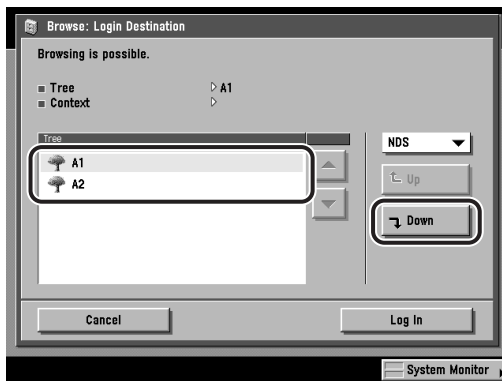 Browse: Login Destination
Browsing is possible.
Tree A1
Context
Tree
A1
A2
NDS
Up
Down
Cancel
Log In
System Monitor